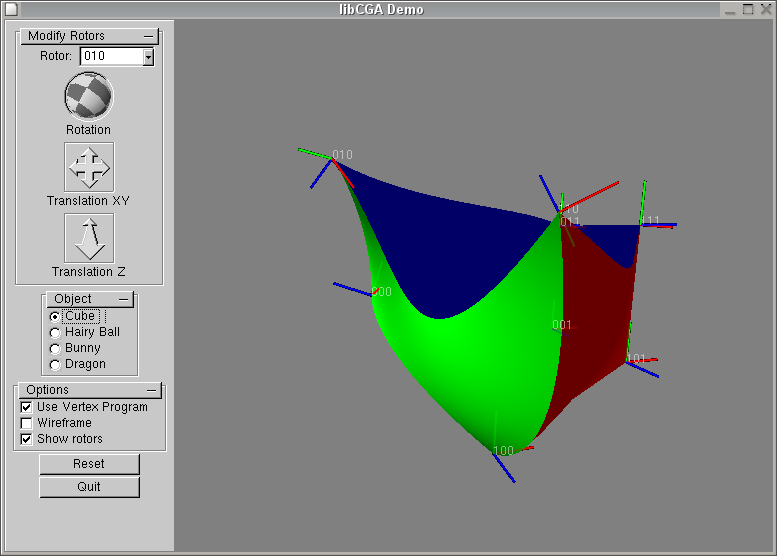 libCGA Demo
Modify Rotors
Rotor: 010
Rotation
Translation XY
Translation Z
Object
Cube
Hairy Ball
Bunny
Dragon
Options
Use Vertex Program
Wireframe
Show rotors
Reset
Quit
010
110
011
111
000
001
101
100